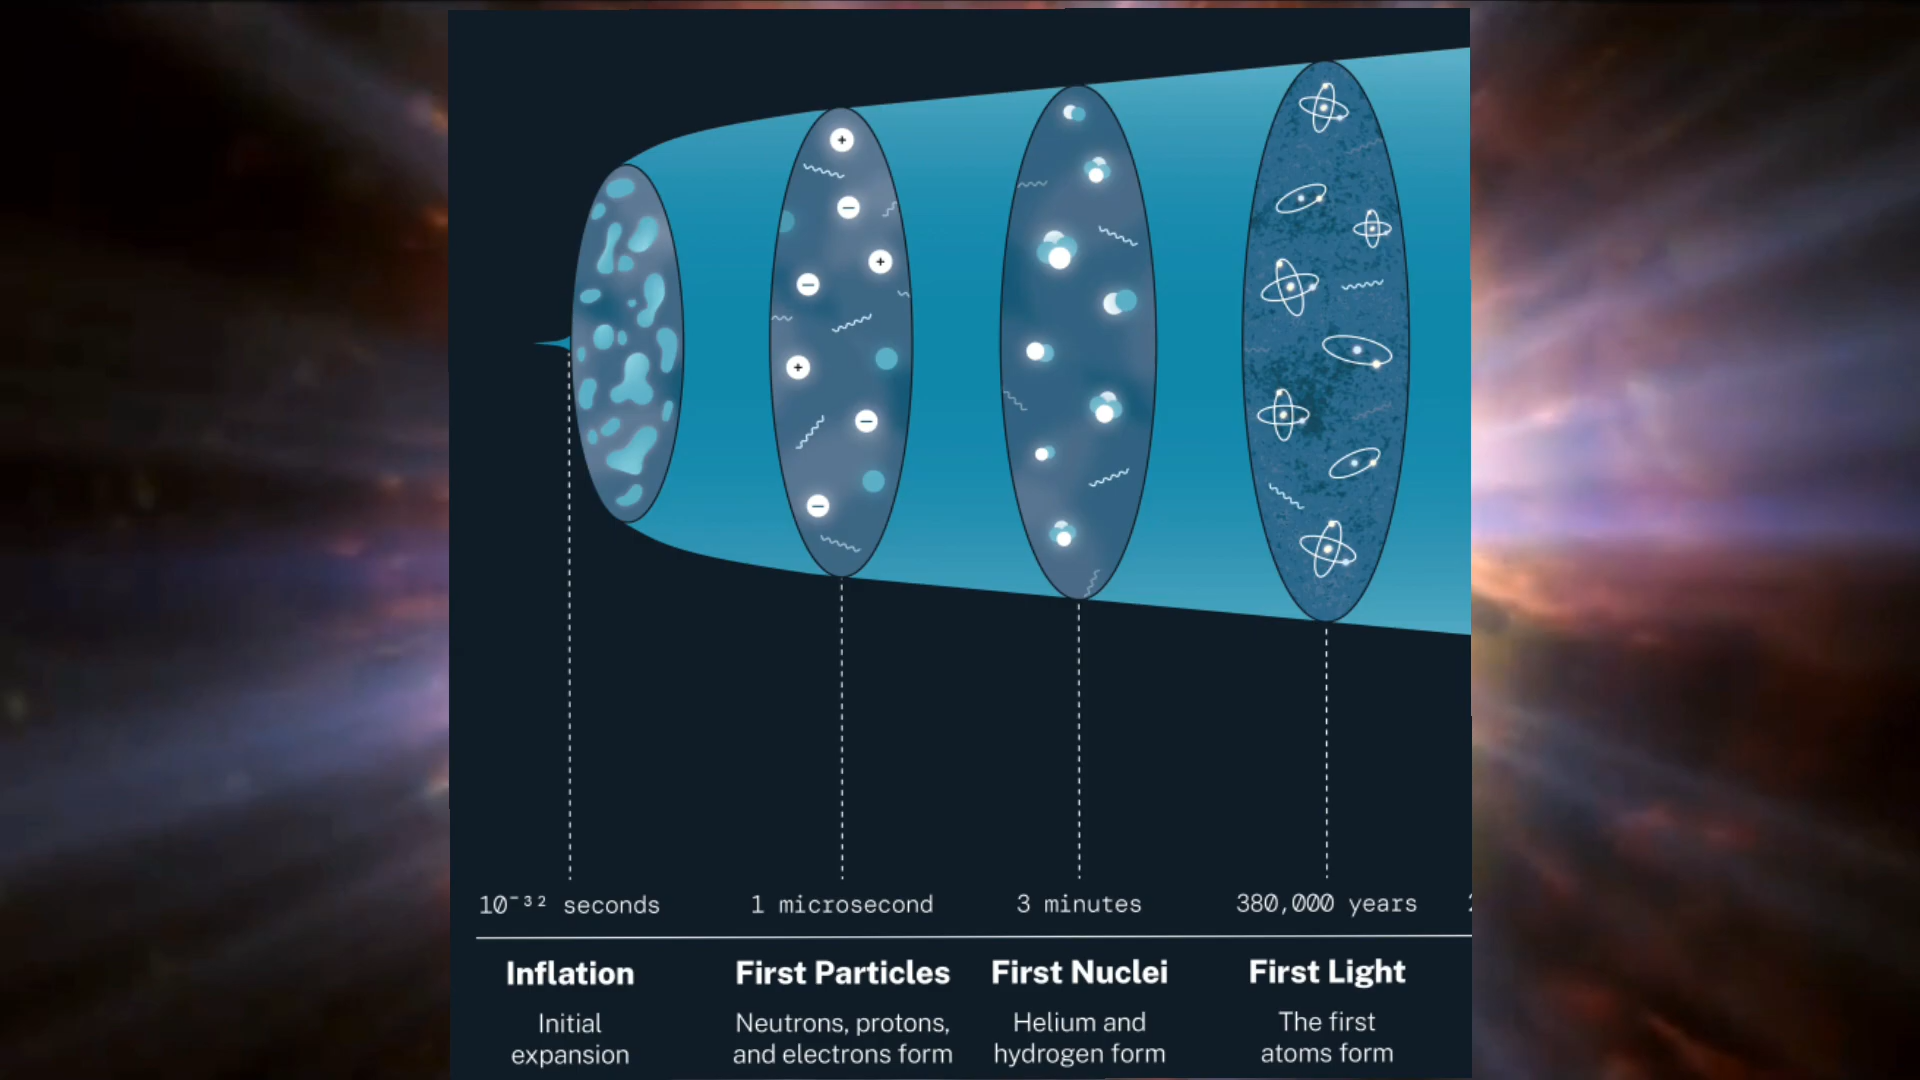 10⁻³² seconds
1 microsecond
3 minutes
380,000 years
Inflation
First Particles
First Nuclei
First Light
Initial
expansion
Neutrons, protons,
and electrons form
Helium and
hydrogen form
The first
atoms form